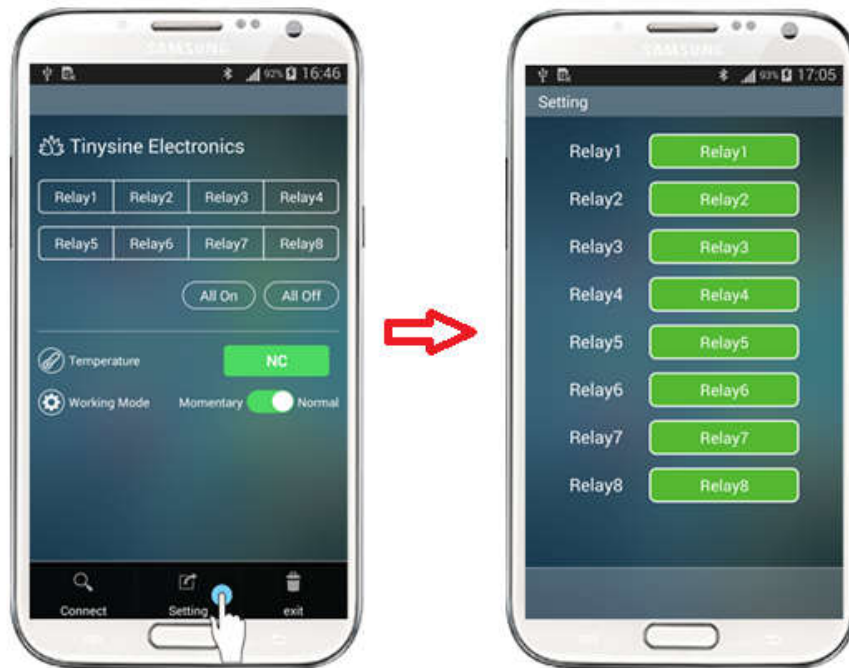 SAMSUNG
92% 16:46
Tinysine Electronics
Relay1 Relay2 Relay3 Relay4
Relay5 Relay6 Relay7 Relay8
All On All Off
Temperature NC
Working Mode Momentary Normal
Connect Setting exit
SAMSUNG
93% 17:05
Setting
Relay1 Relay1
Relay2 Relay2
Relay3 Relay3
Relay4 Relay4
Relay5 Relay5
Relay6 Relay6
Relay7 Relay7
Relay8 Relay8